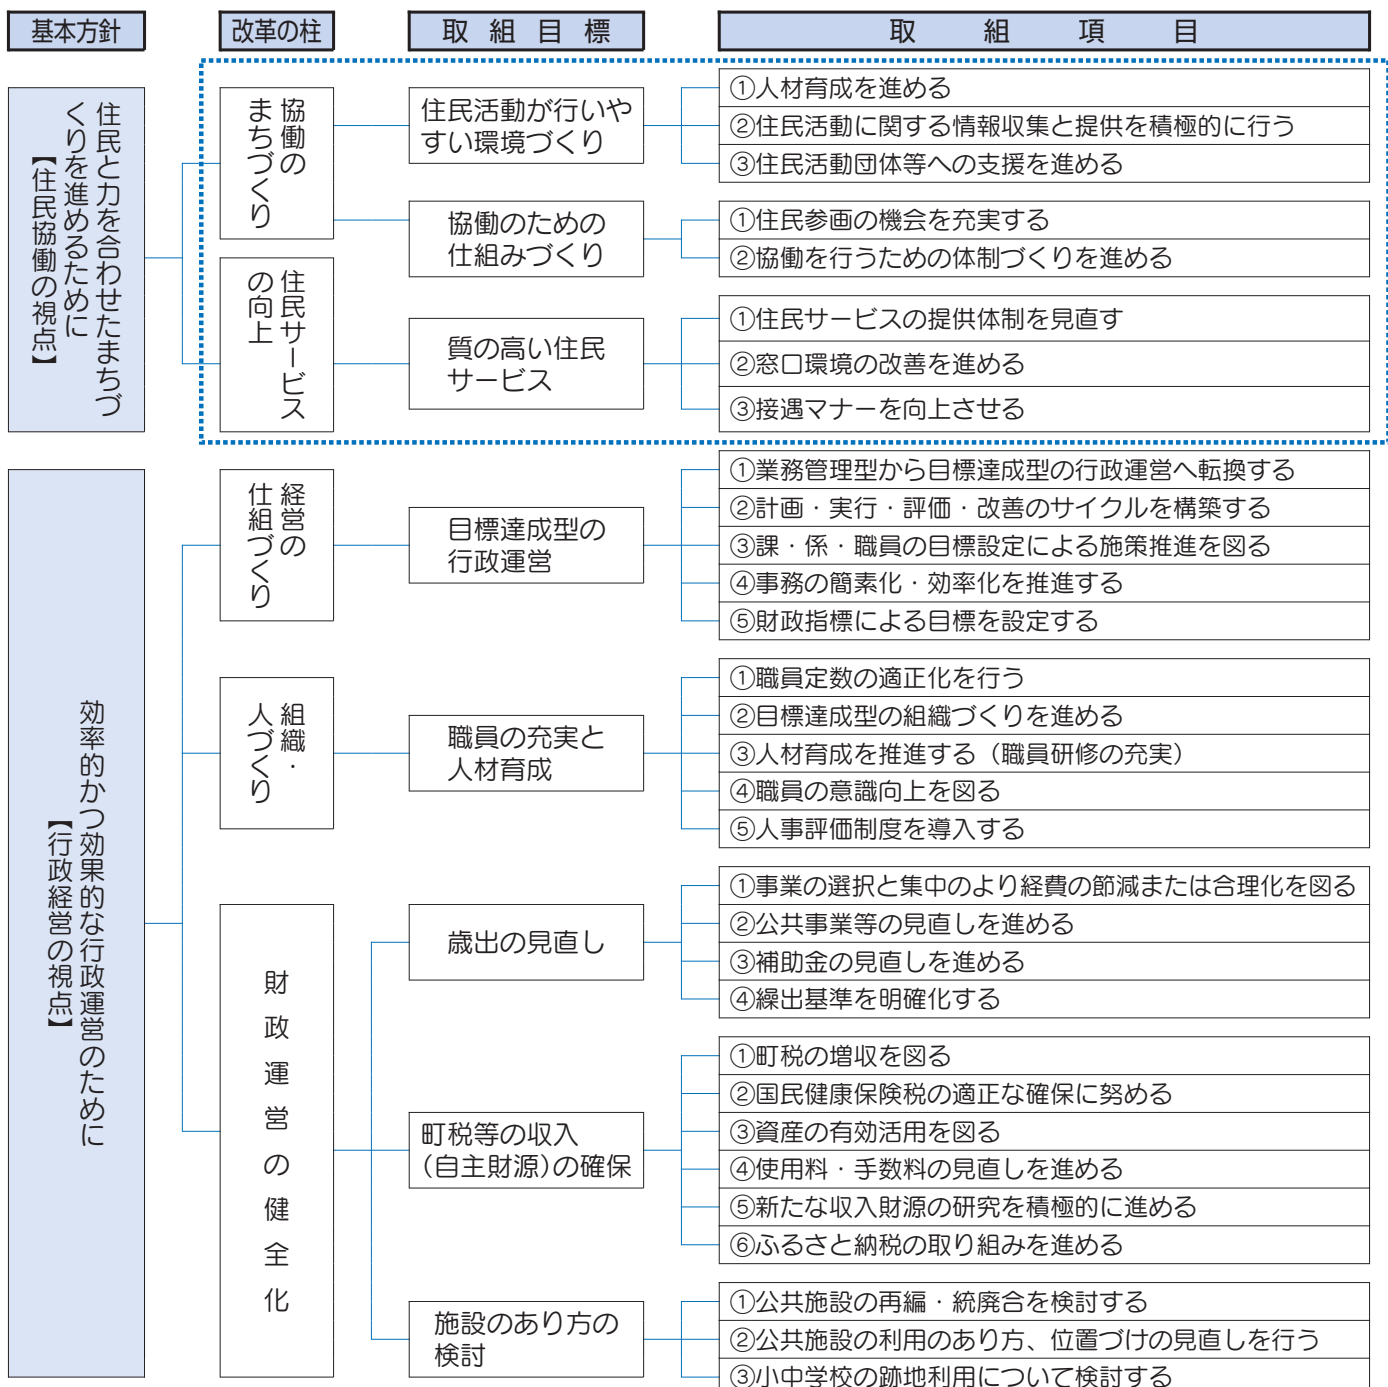 基本方針
改革の柱
取組目標
取組項目
住民と力を合わせたまちづ
くりを進めるために
【住民協働の視点】
協働の
まちづくり
住民活動が行いや
すい環境づくり
①人材育成を進める
②住民活動に関する情報収集と提供を積極的に行う
③住民活動団体等への支援を進める
協働のための
仕組みづくり
①住民参画の機会を充実する
②協働を行うための体制づくりを進める
住民サービス
の向上
質の高い住民
サービス
①住民サービスの提供体制を見直す
②窓口環境の改善を進める
③接遇マナーを向上させる
効率的かつ効果的な行政運営のために
【行政経営の視点】
経営の
仕組づくり
目標達成型の
行政運営
①業務管理型から目標達成型の行政運営へ転換する
②計画・実行・評価・改善のサイクルを構築する
③課・係・職員の目標設定による施策推進を図る
④事務の簡素化・効率化を推進する
⑤財政指標による目標を設定する
組織・
人づくり
職員の充実と
人材育成
①職員定数の適正化を行う
②目標達成型の組織づくりを進める
③人材育成を推進する（職員研修の充実）
④職員の意識向上を図る
⑤人事評価制度を導入する
財政運営の健全化
歳出の見直し
①事業の選択と集中のより経費の節減または合理化を図る
②公共事業等の見直しを進める
③補助金の見直しを進める
④繰出基準を明確化する
町税等の収入
（自主財源）の確保
①町税の増収を図る
②国民健康保険税の適正な確保に努める
③資産の有効活用を図る
④使用料・手数料の見直しを進める
⑤新たな収入財源の研究を積極的に進める
⑥ふるさと納税の取り組みを進める
施設のあり方の
検討
①公共施設の再編・統廃合を検討する
②公共施設の利用のあり方、位置づけの見直しを行う
③小中学校の跡地利用について検討する